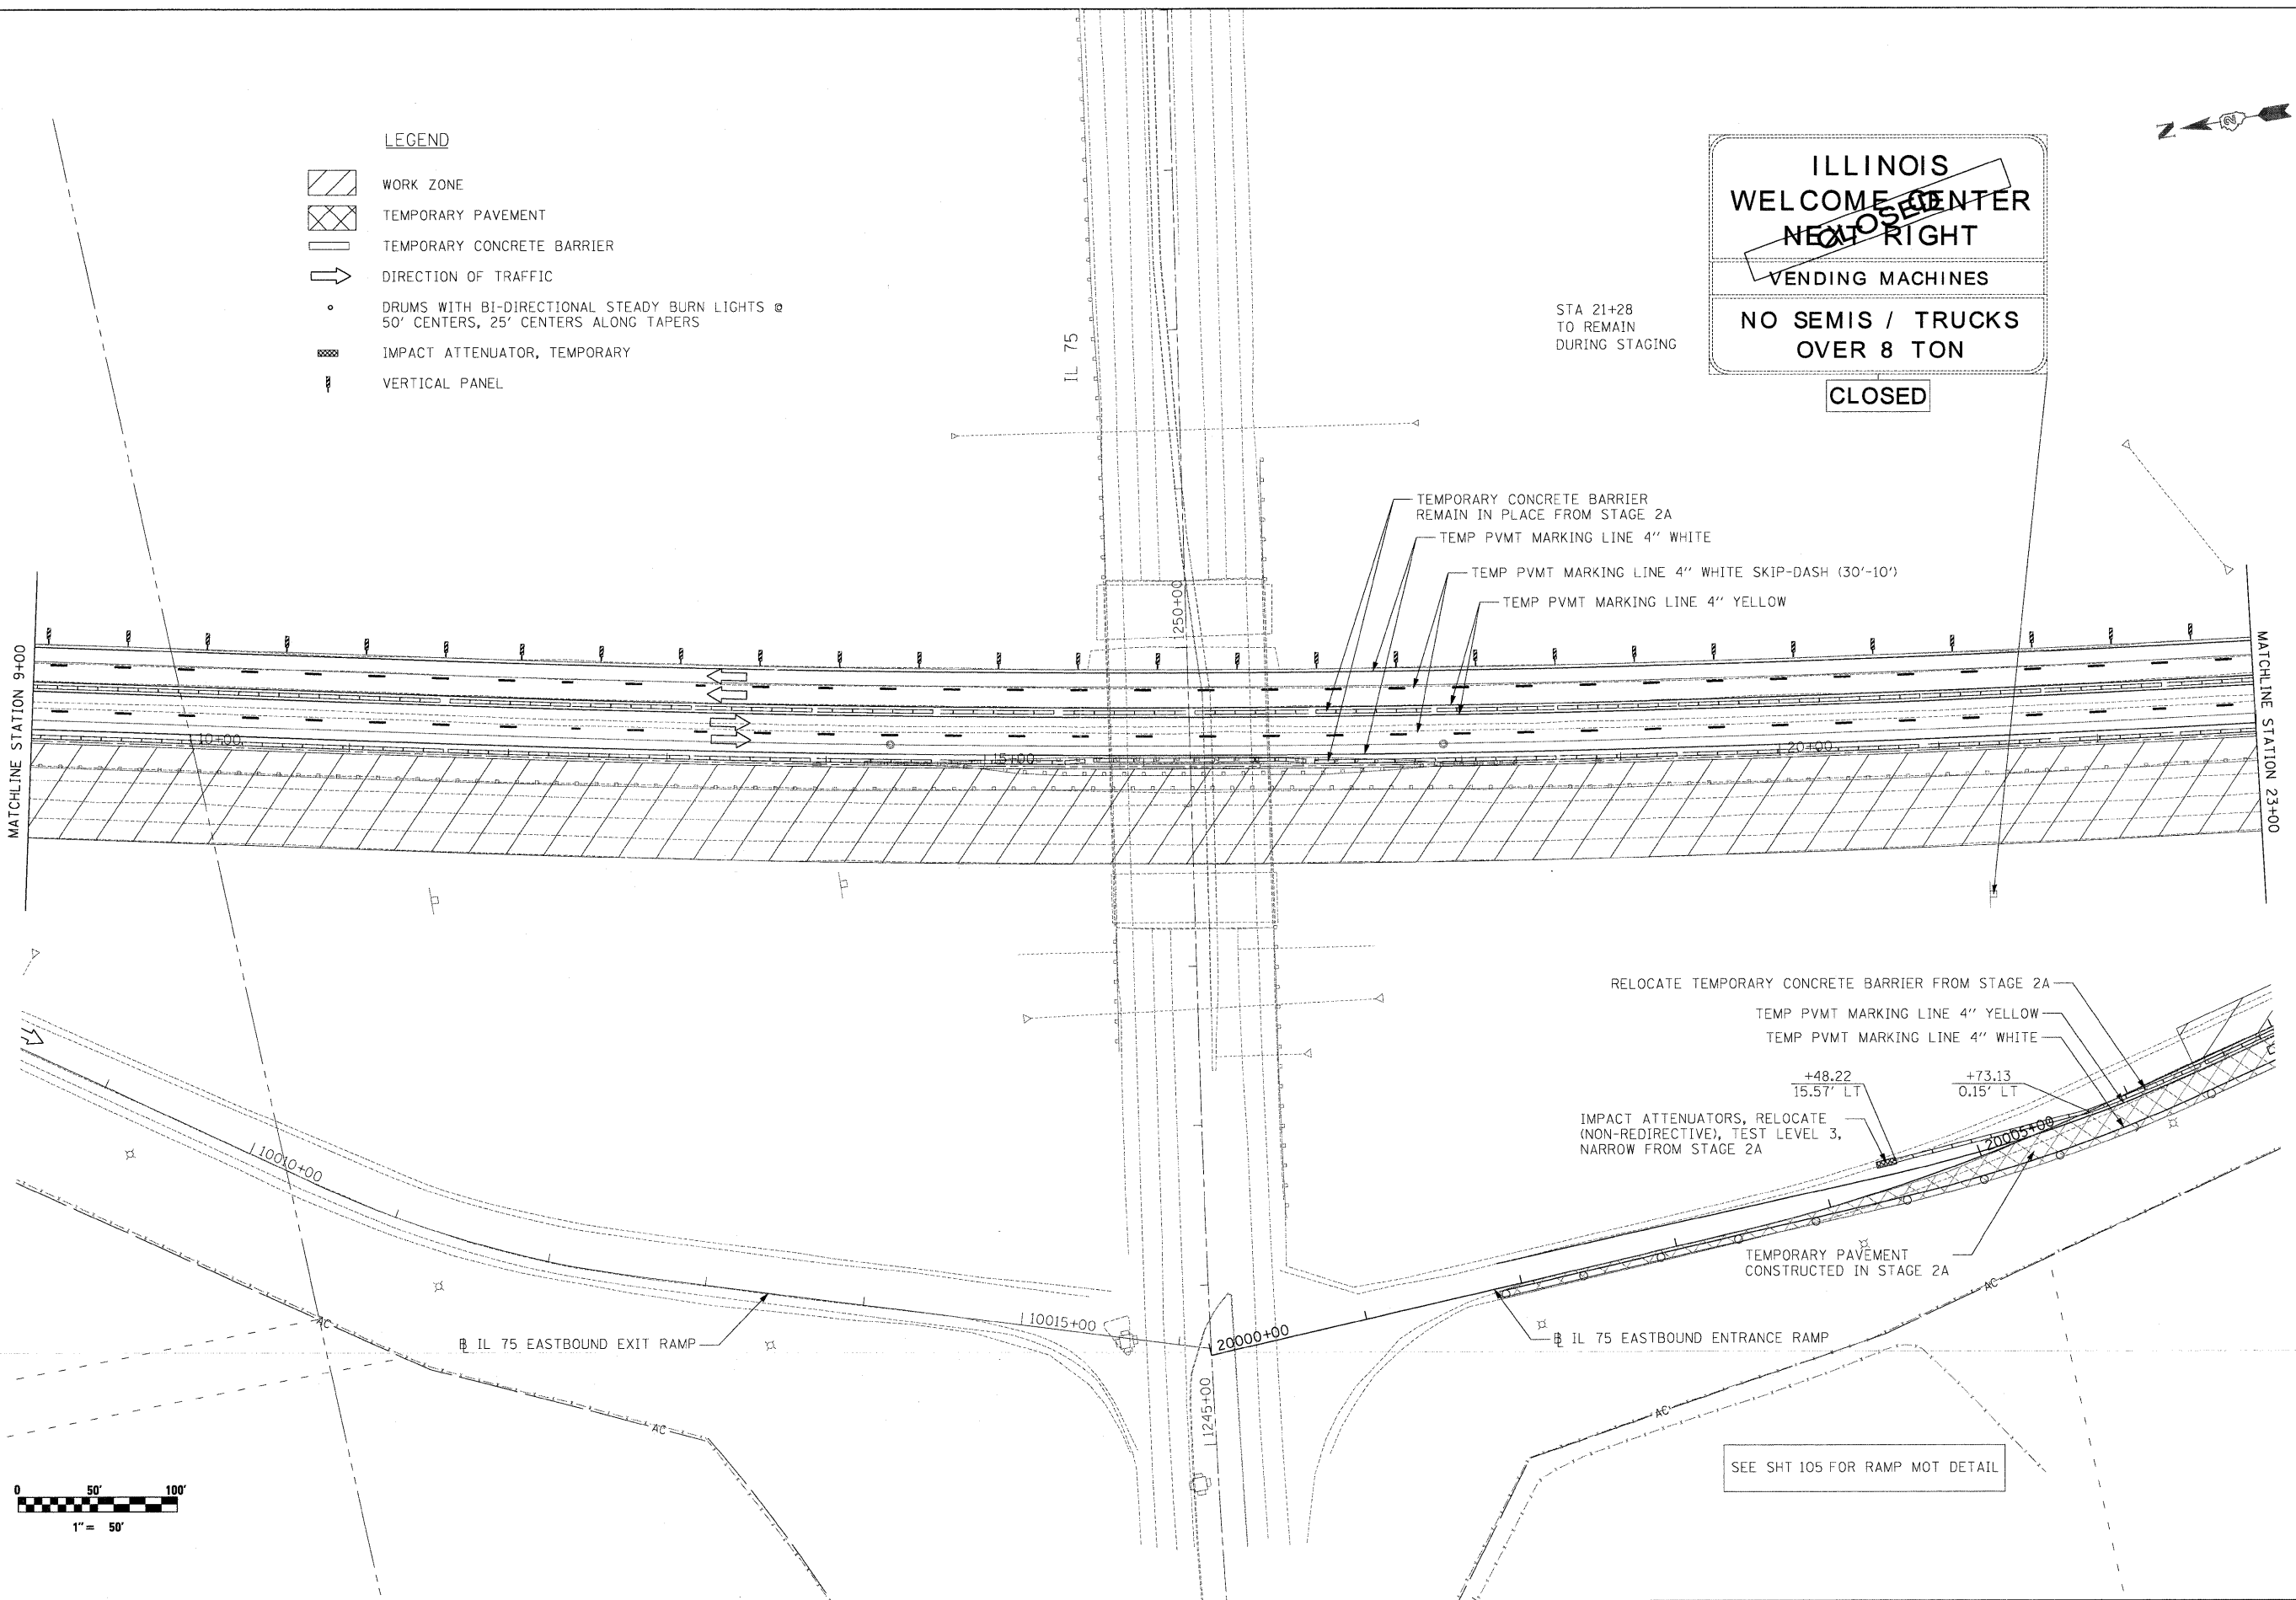 LEGEND
WORK ZONE
TEMPORARY PAVEMENT
TEMPORARY CONCRETE BARRIER
DIRECTION OF TRAFFIC
DRUMS WITH BI-DIRECTIONAL STEADY BURN LIGHTS @
50' CENTERS, 25' CENTERS ALONG TAPERS
IMPACT ATTENUATOR, TEMPORARY
VERTICAL PANEL
IL 75
N
2
ILLINOIS
WELCOME CENTER
NEXT RIGHT
CLOSED
VENDING MACHINES
NO SEMIS / TRUCKS
OVER 8 TON
CLOSED
STA 21+28
TO REMAIN
DURING STAGING
TEMPORARY CONCRETE BARRIER
REMAIN IN PLACE FROM STAGE 2A
TEMP PVMT MARKING LINE 4" WHITE
TEMP PVMT MARKING LINE 4" WHITE SKIP-DASH (30'-10')
TEMP PVMT MARKING LINE 4" YELLOW
1250+00
MATCHLINE STATION 9+00
MATCHLINE STATION 23+00
10+00
15+00
20+00
RELOCATE TEMPORARY CONCRETE BARRIER FROM STAGE 2A
TEMP PVMT MARKING LINE 4" YELLOW
TEMP PVMT MARKING LINE 4" WHITE
+48.22
15.57' LT
+73.13
0.15' LT
IMPACT ATTENUATORS, RELOCATE
(NON-REDIRECTIVE), TEST LEVEL 3,
NARROW FROM STAGE 2A
20005+00
10010+00
TEMPORARY PAVEMENT
CONSTRUCTED IN STAGE 2A
AC
AC
10015+00
20000+00
℄ IL 75 EASTBOUND EXIT RAMP
℄ IL 75 EASTBOUND ENTRANCE RAMP
1245+00
AC
AC
SEE SHT 105 FOR RAMP MOT DETAIL
0 50' 100'
1" = 50'